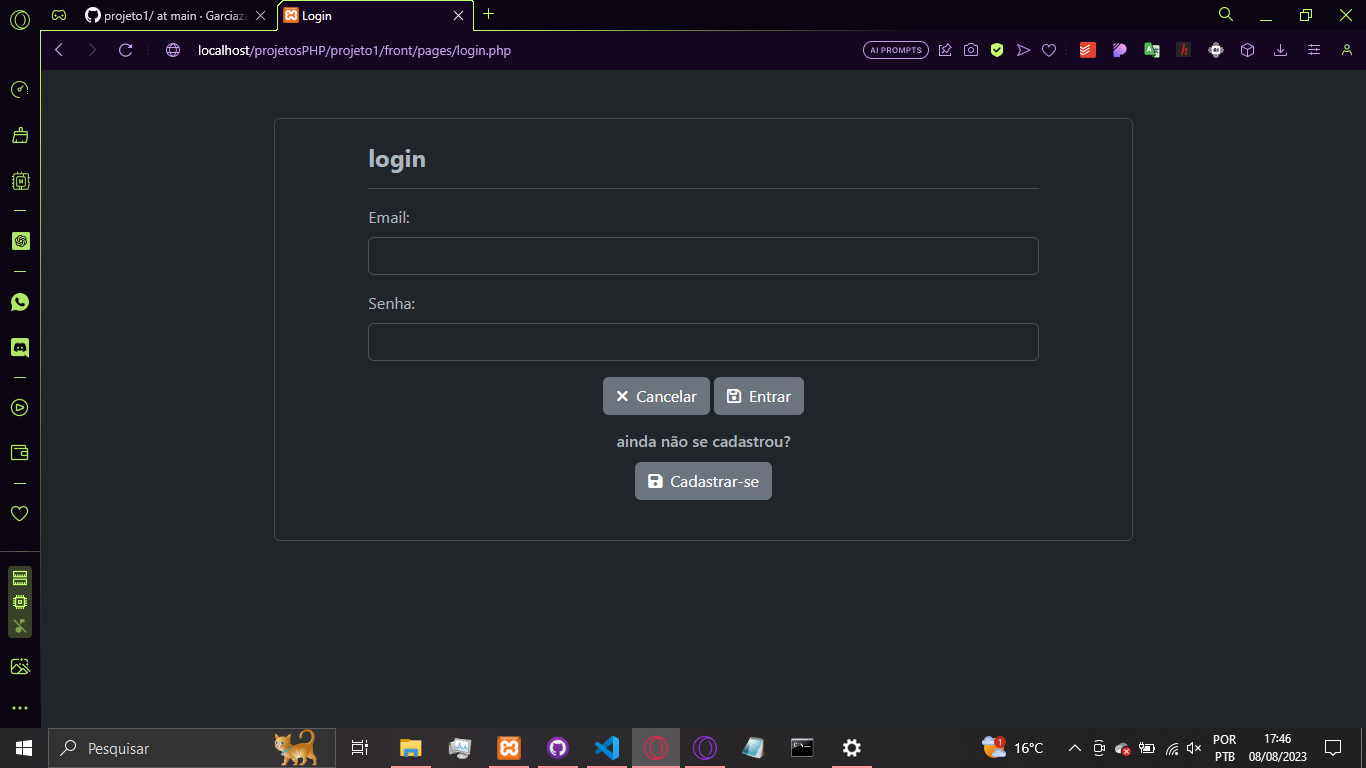 projeto1/ at main · Garciaza
Login
localhost/projetosPHP/projeto1/front/pages/login.php
AI PROMPTS
login
Email:
Senha:
Cancelar
Entrar
ainda não se cadastrou?
Cadastrar-se
Pesquisar
1
16°C
POR
PTB
17:46
08/08/2023